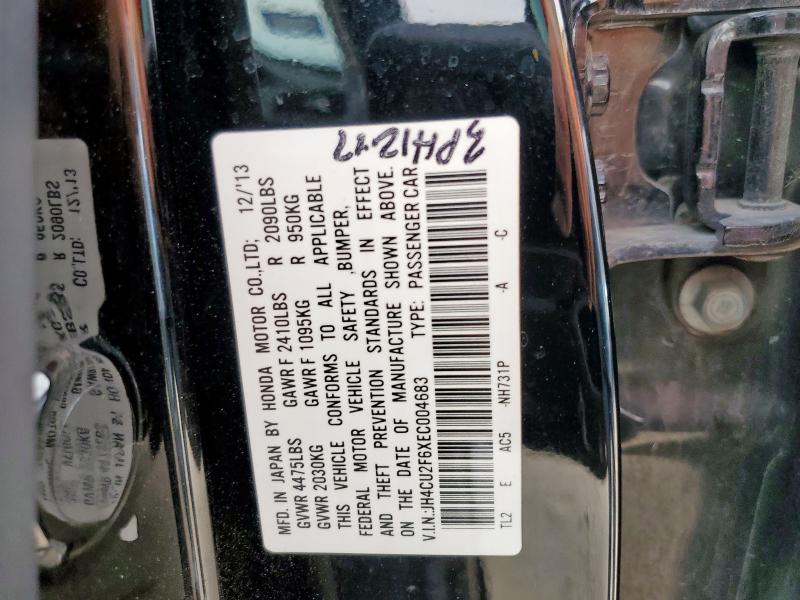 MFD. IN JAPAN BY HONDA MOTOR CO.,LTD; 12/'13
GVWR 4475LBS GAWR F 2410LBS R 2090LBS
GVWR 2030KG GAWR F 1095KG R 950KG
THIS VEHICLE CONFORMS TO ALL APPLICABLE
FEDERAL MOTOR VEHICLE SAFETY ,BUMPER,
AND THEFT PREVENTION STANDARDS IN EFFECT
ON THE DATE OF MANUFACTURE SHOWN ABOVE.
V.I.N.:JH4CU2F6XEC004683 TYPE: PASSENGER CAR
TL2 E AC5 -NH731P -A -C